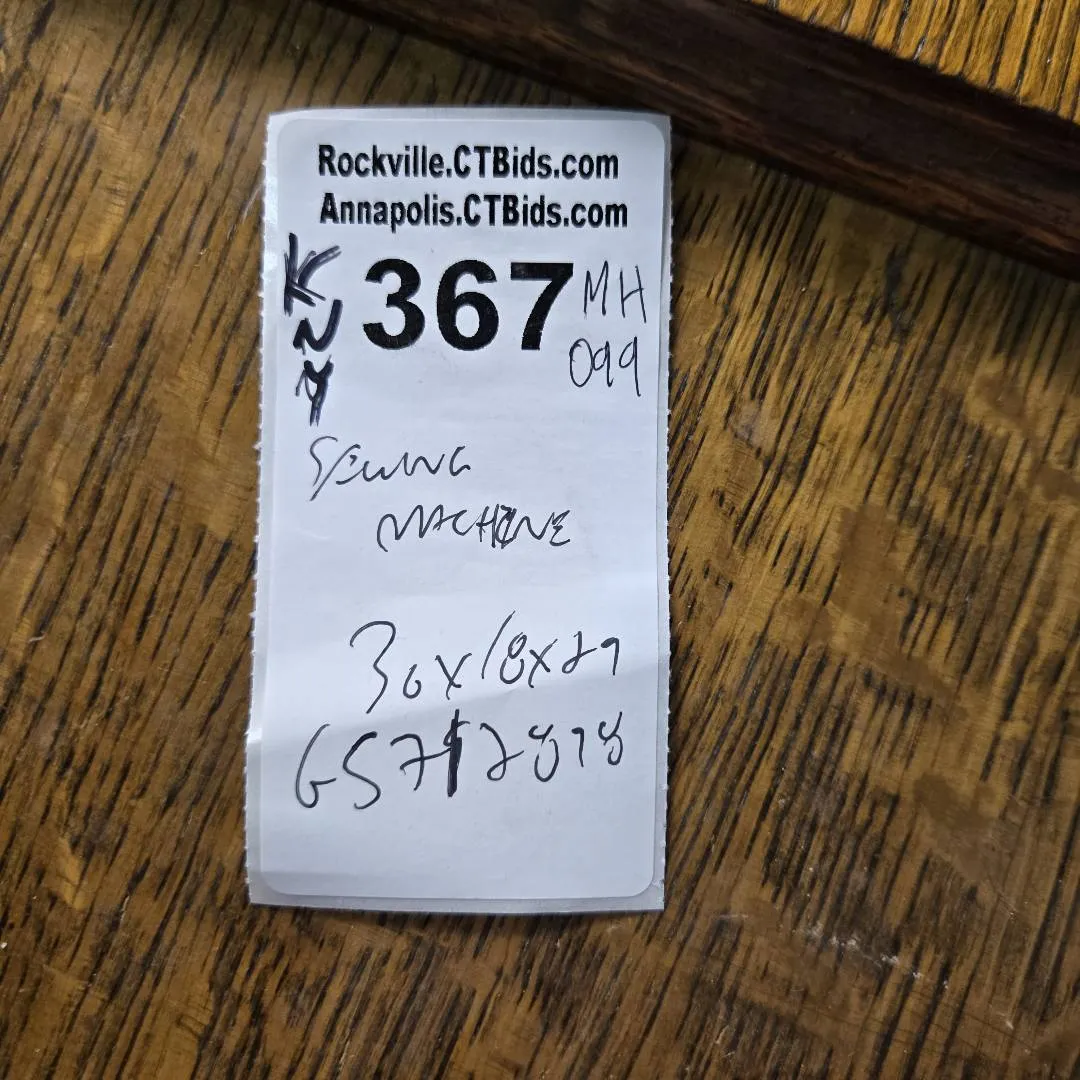 Rockville.CTBids.com
Annapolis.CTBids.com
367 MH
099
SEWING
MACHINE
30x18x29